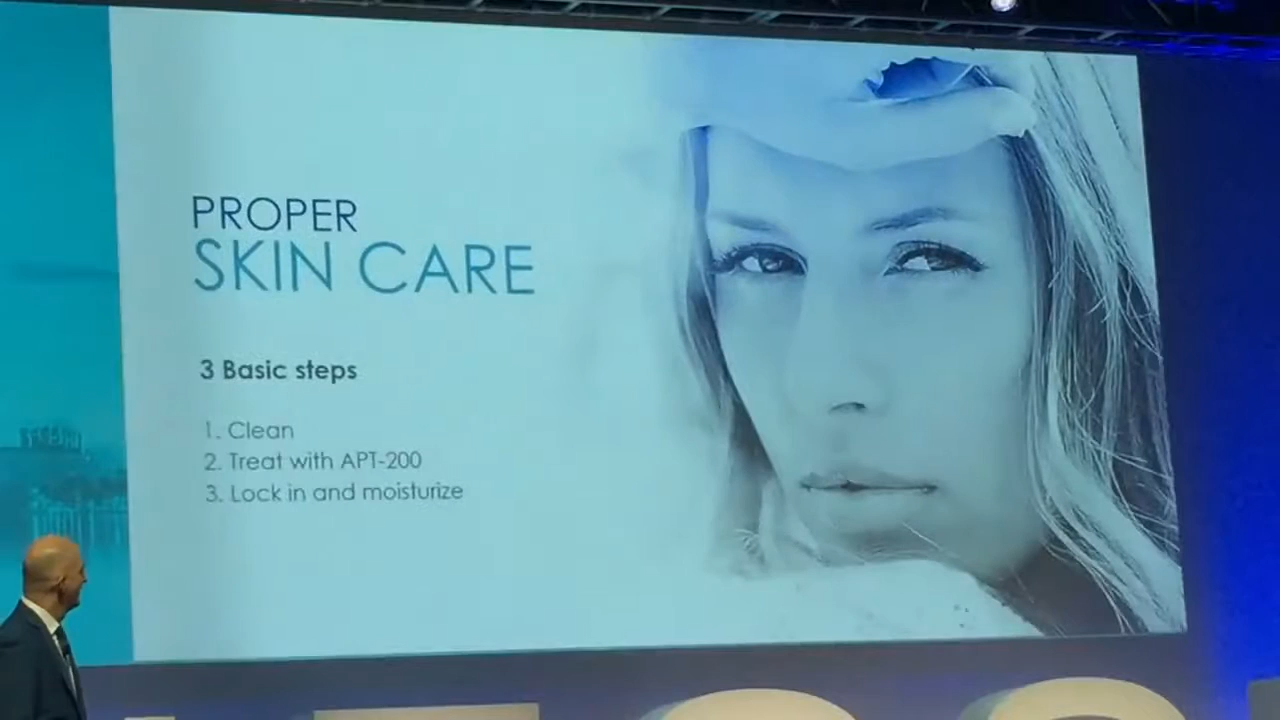 PROPER
SKIN CARE
3 Basic steps
1. Clean
2. Treat with APT-200
3. Lock in and moisturize